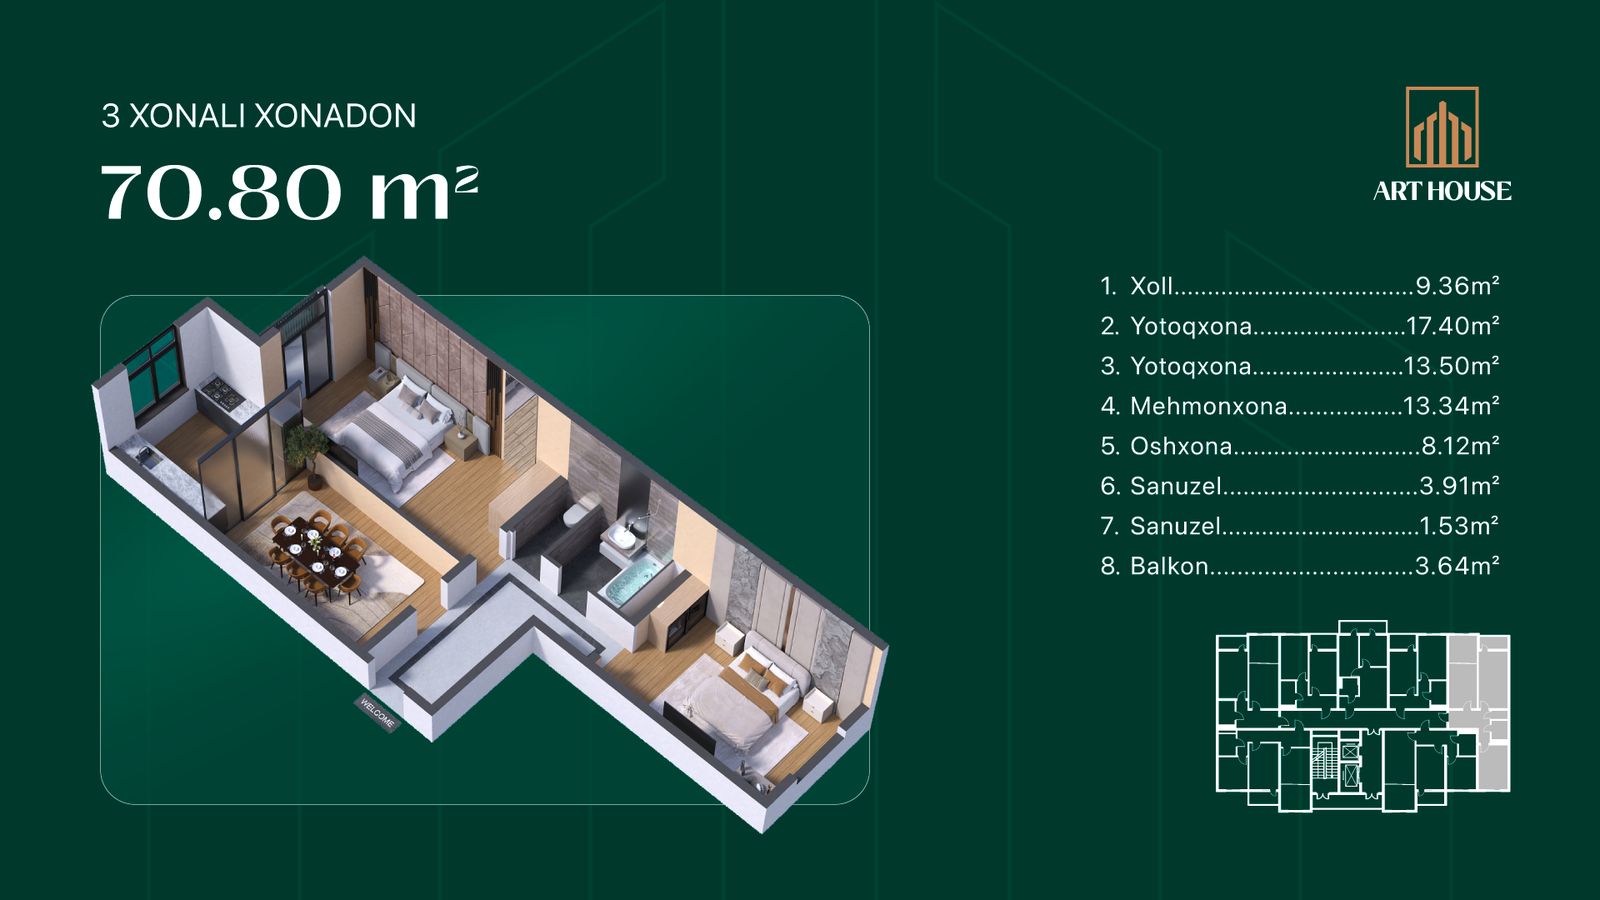 3 XONALI XONADON
70.80 m²
ART HOUSE
1. Xoll....................................9.36m²
2. Yotoqxona.......................17.40m²
3. Yotoqxona.......................13.50m²
4. Mehmonxona.................13.34m²
5. Oshxona............................8.12m²
6. Sanuzel.............................3.91m²
7. Sanuzel.............................1.53m²
8. Balkon..............................3.64m²
WELCOME